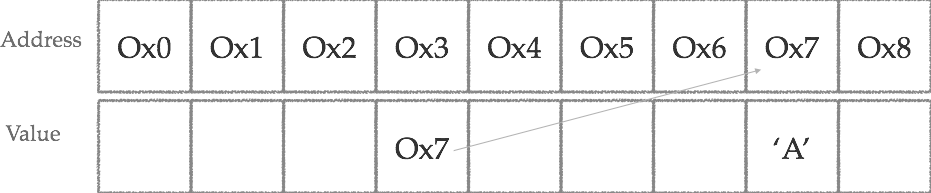 Address Ox0 Ox1 Ox2 Ox3 Ox4 Ox5 Ox6 Ox7 Ox8
Value Ox7 ‘A’